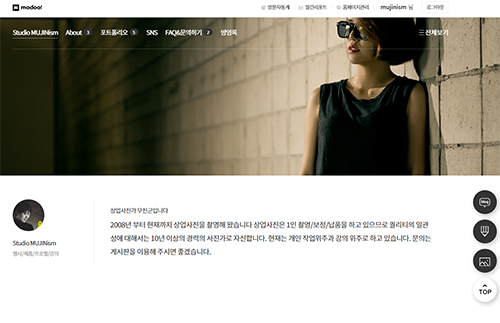 modoo!
방문자통계 월간리포트 홈페이지관리 mujinism 님 로그아웃
Studio MUJINism About 3 포트폴리오 5 SNS FAQ&문의하기 2 방명록 전체보기
상업사진가 무진군입니다
2008년 부터 현재까지 상업사진을 촬영해 왔습니다 상업사진은 1인 촬영/보정/납품을 하고 있으므로 퀄리티의 일관
성에 대해서는 10년 이상의 경력의 사진가로 자신합니다. 현재는 개인 작업위주과 강의 위주로 하고 있습니다. 문의는
게시판을 이용해 주시면 좋겠습니다.
Studio MUJINism
행사/제품/프로필/강의
TOP